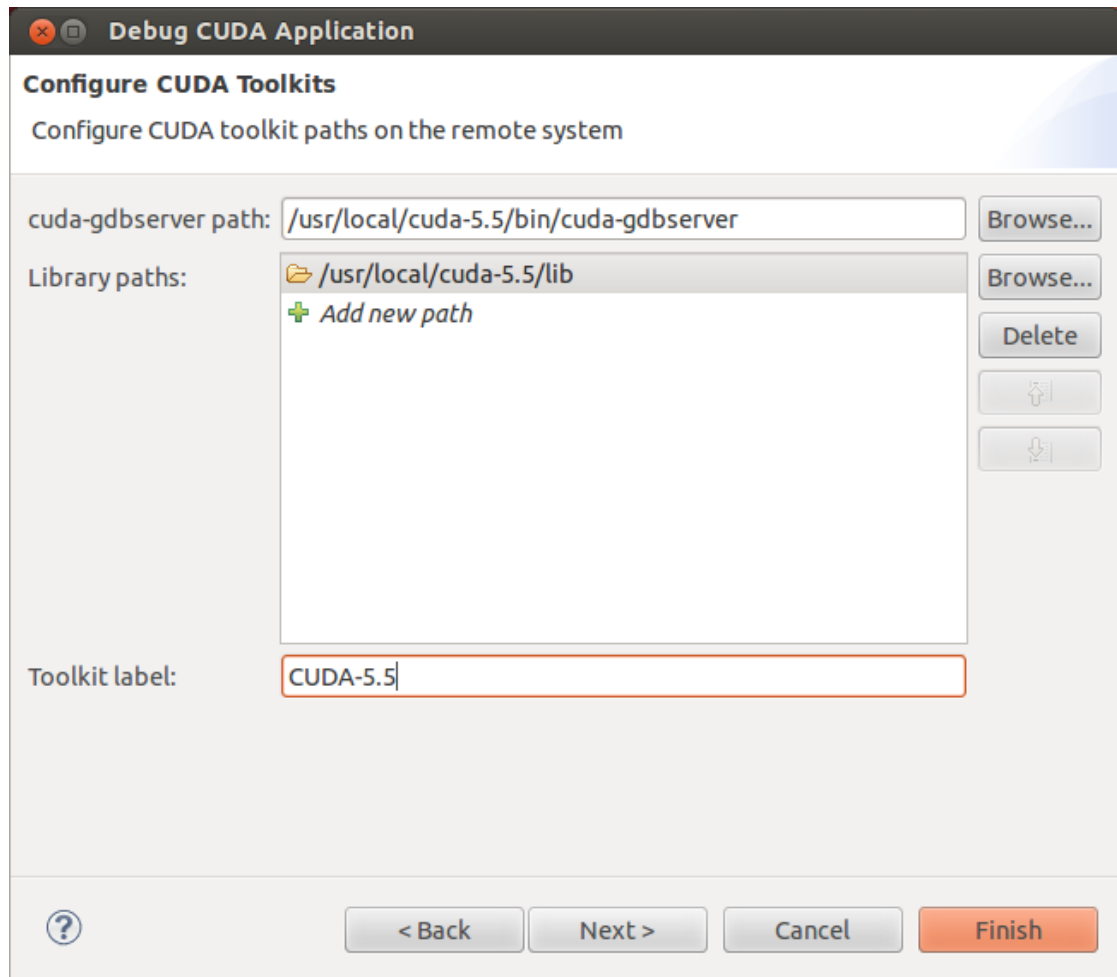 Debug CUDA Application
Configure CUDA Toolkits
Configure CUDA toolkit paths on the remote system
cuda-gdbserver path: /usr/local/cuda-5.5/bin/cuda-gdbserver Browse...
Library paths: /usr/local/cuda-5.5/lib Browse...
Add new path
Delete
Toolkit label: CUDA-5.5
? < Back Next > Cancel Finish